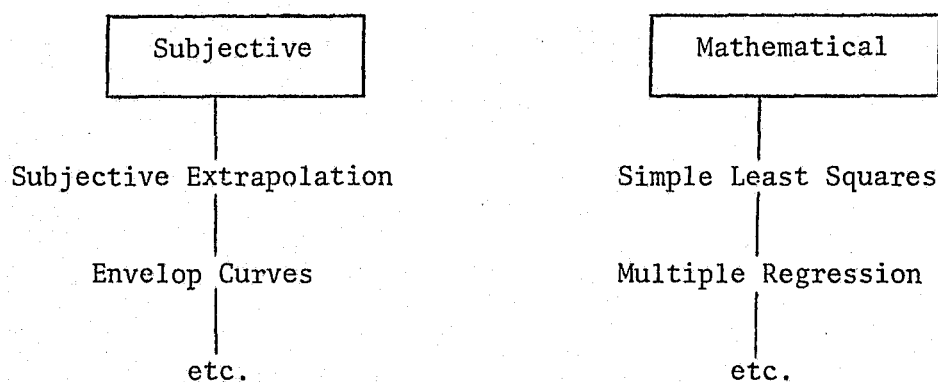 Subjective
Mathematical
Subjective Extrapolation
Simple Least Squares
Envelop Curves
Multiple Regression
etc.
etc.